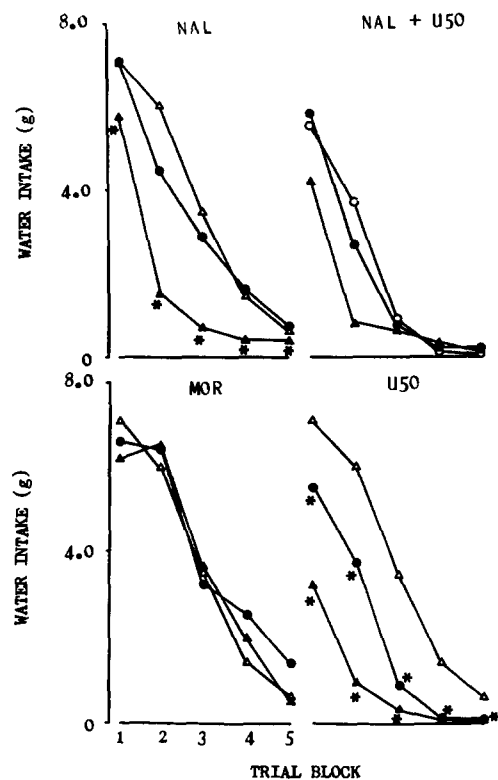 NAL
NAL + U50
8.0
4.0
0
WATER INTAKE (g)
*
*
*
*
*
MOR
U50
8.0
4.0
0
WATER INTAKE (g)
*
*
*
*
*
*
*
*
1 2 3 4 5
TRIAL BLOCK